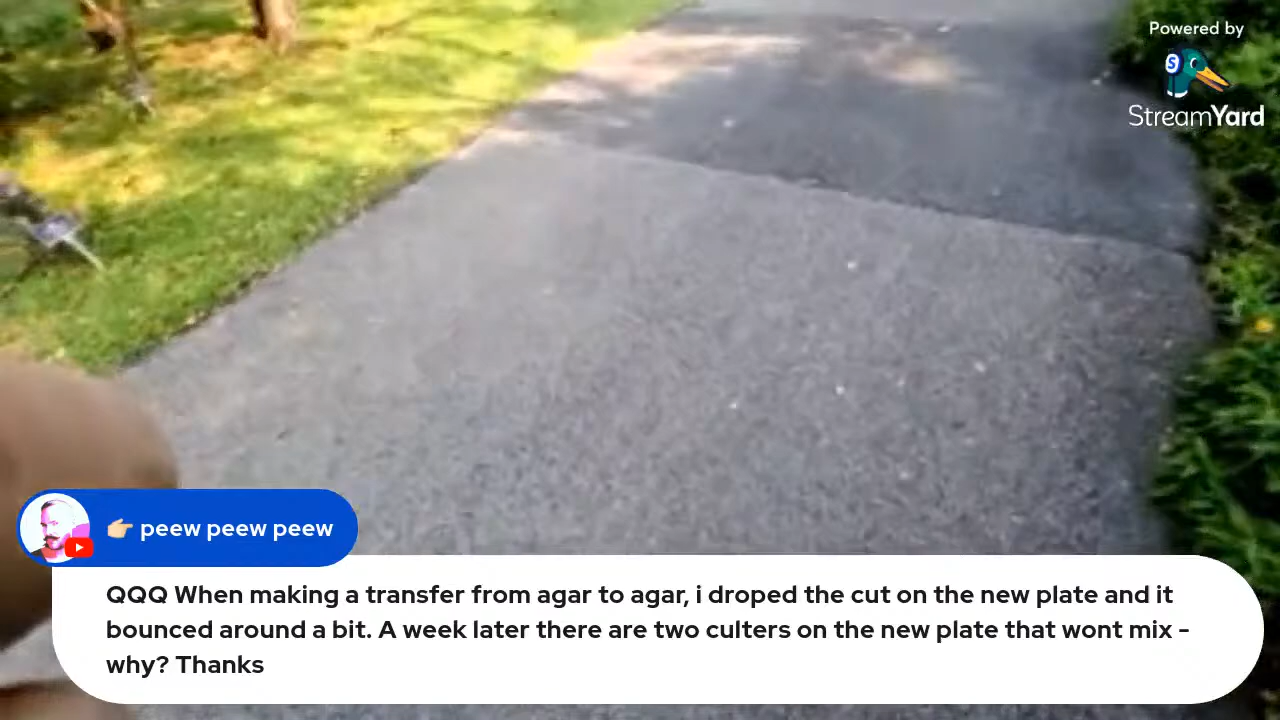 Powered by
StreamYard
👉🏼 peew peew peew
QQQ When making a transfer from agar to agar, i droped the cut on the new plate and it
bounced around a bit. A week later there are two culters on the new plate that wont mix -
why? Thanks